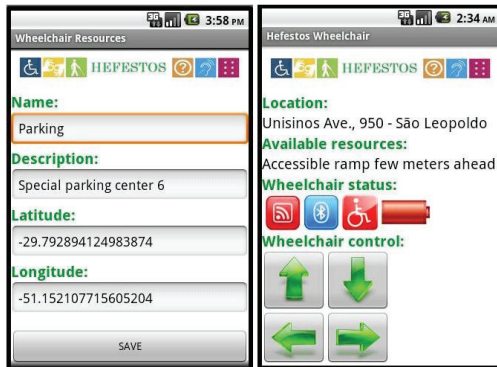 3G
3:58 PM
Wheelchair Resources
HEFESTOS
Name:
Parking
Description:
Special parking center 6
Latitude:
-29.792894124983874
Longitude:
-51.152107715605204
SAVE
3G
2:34 AM
Hefestos Wheelchair
HEFESTOS
Location:
Unisinos Ave., 950 - São Leopoldo
Available resources:
Accessible ramp few meters ahead
Wheelchair status:
Wheelchair control: